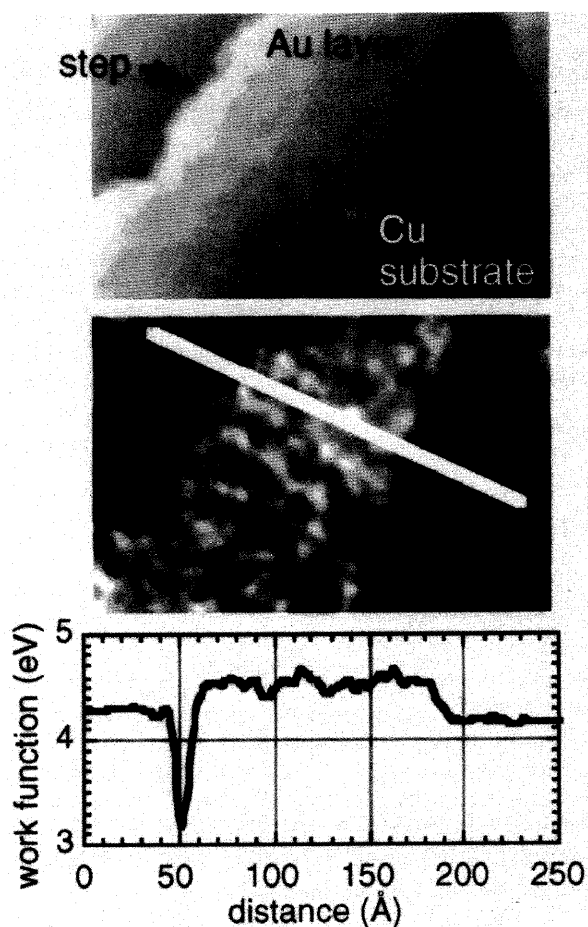 Au layer
step
Cu
substrate
work function (eV)
5
4
3
0 50 100 150 200 250
distance (Å)